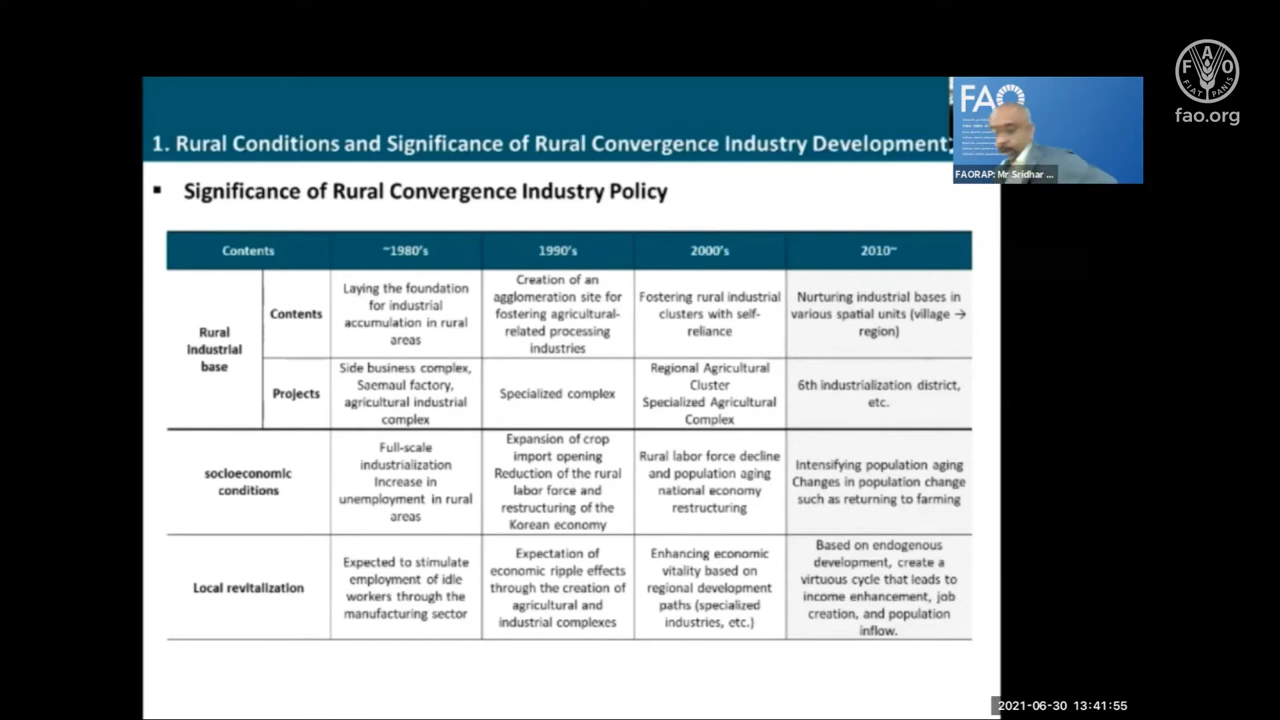 FAO
FIAT PANIS
fao.org
FAO
FAORAP: Mr Sridhar ...
1. Rural Conditions and Significance of Rural Convergence Industry Development;
▪ Significance of Rural Convergence Industry Policy
Contents
~1980's
1990's
2000's
2010~
Rural
industrial
base
Contents
Laying the foundation
for industrial
accumulation in rural
areas
Creation of an
agglomeration site for
fostering agricultural-
related processing
industries
Fostering rural industrial
clusters with self-
reliance
Nurturing industrial bases in
various spatial units (village →
region)
Projects
Side business complex,
Saemaul factory,
agricultural industrial
complex
Specialized complex
Regional Agricultural
Cluster
Specialized Agricultural
Complex
6th industrialization district,
etc.
socioeconomic
conditions
Full-scale
industrialization
Increase in
unemployment in rural
areas
Expansion of crop
import opening
Reduction of the rural
labor force and
restructuring of the
Korean economy
Rural labor force decline
and population aging
national economy
restructuring
Intensifying population aging
Changes in population change
such as returning to farming
Local revitalization
Expected to stimulate
employment of idle
workers through the
manufacturing sector
Expectation of
economic ripple effects
through the creation of
agricultural and
industrial complexes
Enhancing economic
vitality based on
regional development
paths (specialized
industries, etc.)
Based on endogenous
development, create a
virtuous cycle that leads to
income enhancement, job
creation, and population
inflow.
2021-06-30 13:41:55